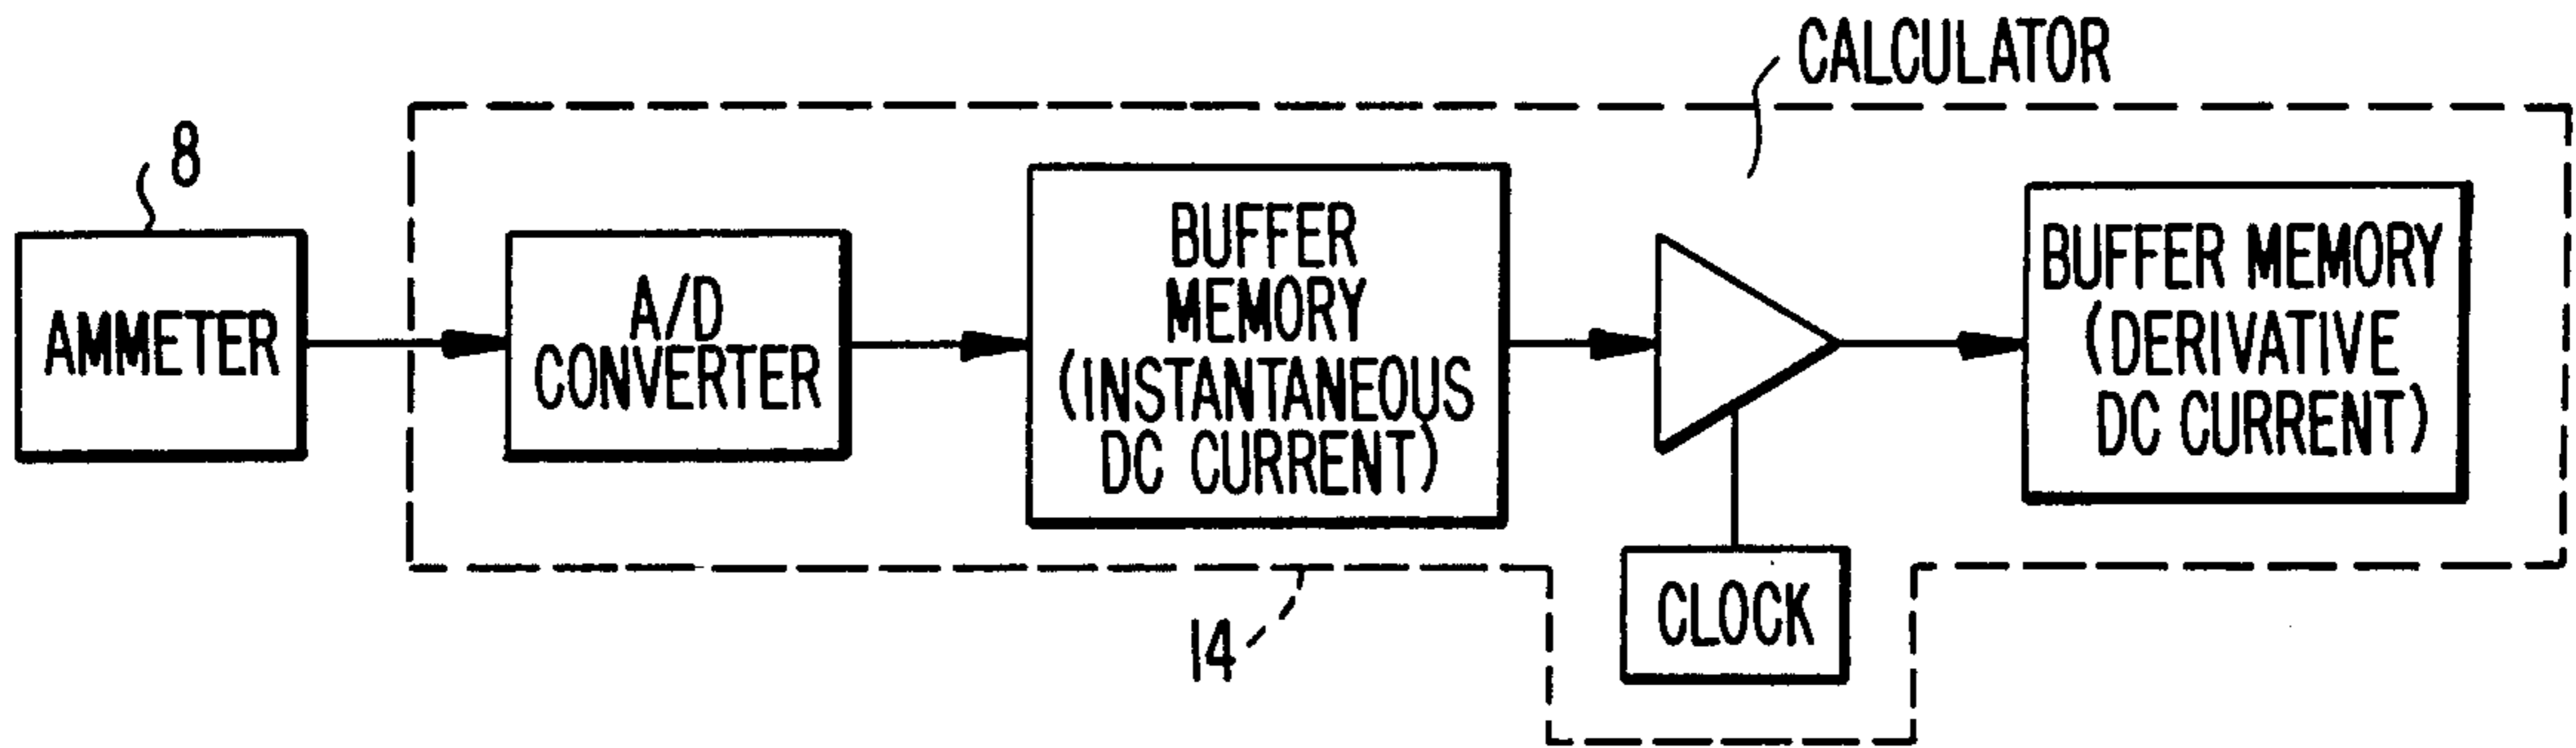 CALCULATOR
8
AMMETER
A/D
CONVERTER
BUFFER
MEMORY
(INSTANTANEOUS
DC CURRENT)
BUFFER MEMORY
(DERIVATIVE
DC CURRENT)
CLOCK
14